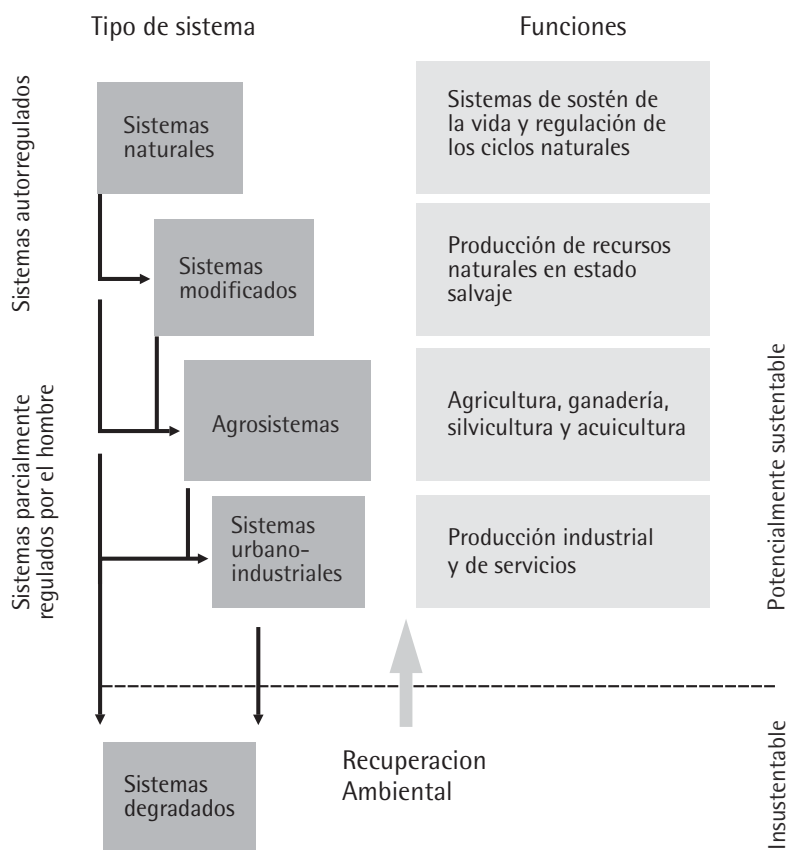 Tipo de sistema
Funciones
Sistemas autorregulados
Sistemas
naturales
Sistemas de sostén de
la vida y regulación de
los ciclos naturales
Sistemas
modificados
Producción de recursos
naturales en estado
salvaje
Sistemas parcialmente
regulados por el hombre
Agrosistemas
Agricultura, ganadería,
silvicultura y acuicultura
Potencialmente sustentable
Sistemas
urbano-
industriales
Producción industrial
y de servicios
Sistemas
degradados
Recuperacion
Ambiental
Insustentable